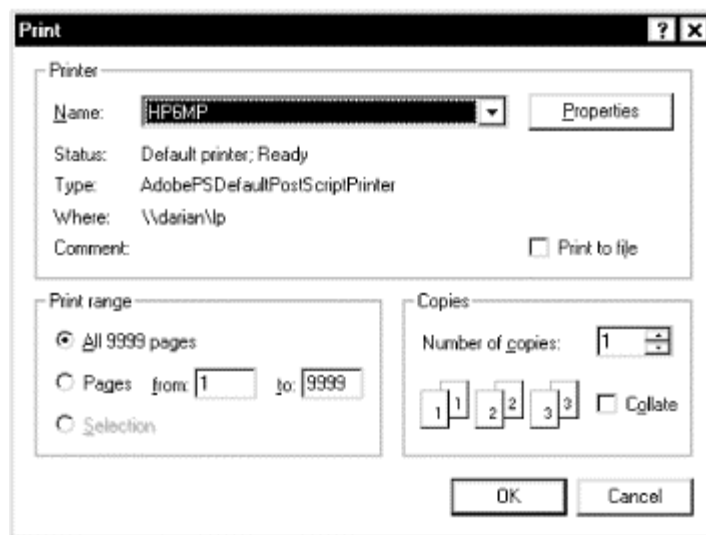 Print
Printer
Name: HP6MP Properties
Status: Default printer; Ready
Type: AdobePSDefaultPostScriptPrinter
Where: \\darian\lp
Comment: Print to file
Print range
All 9999 pages
Pages from: 1 to: 9999
Selection
Copies
Number of copies: 1
1 1 2 2 3 3 Collate
OK Cancel